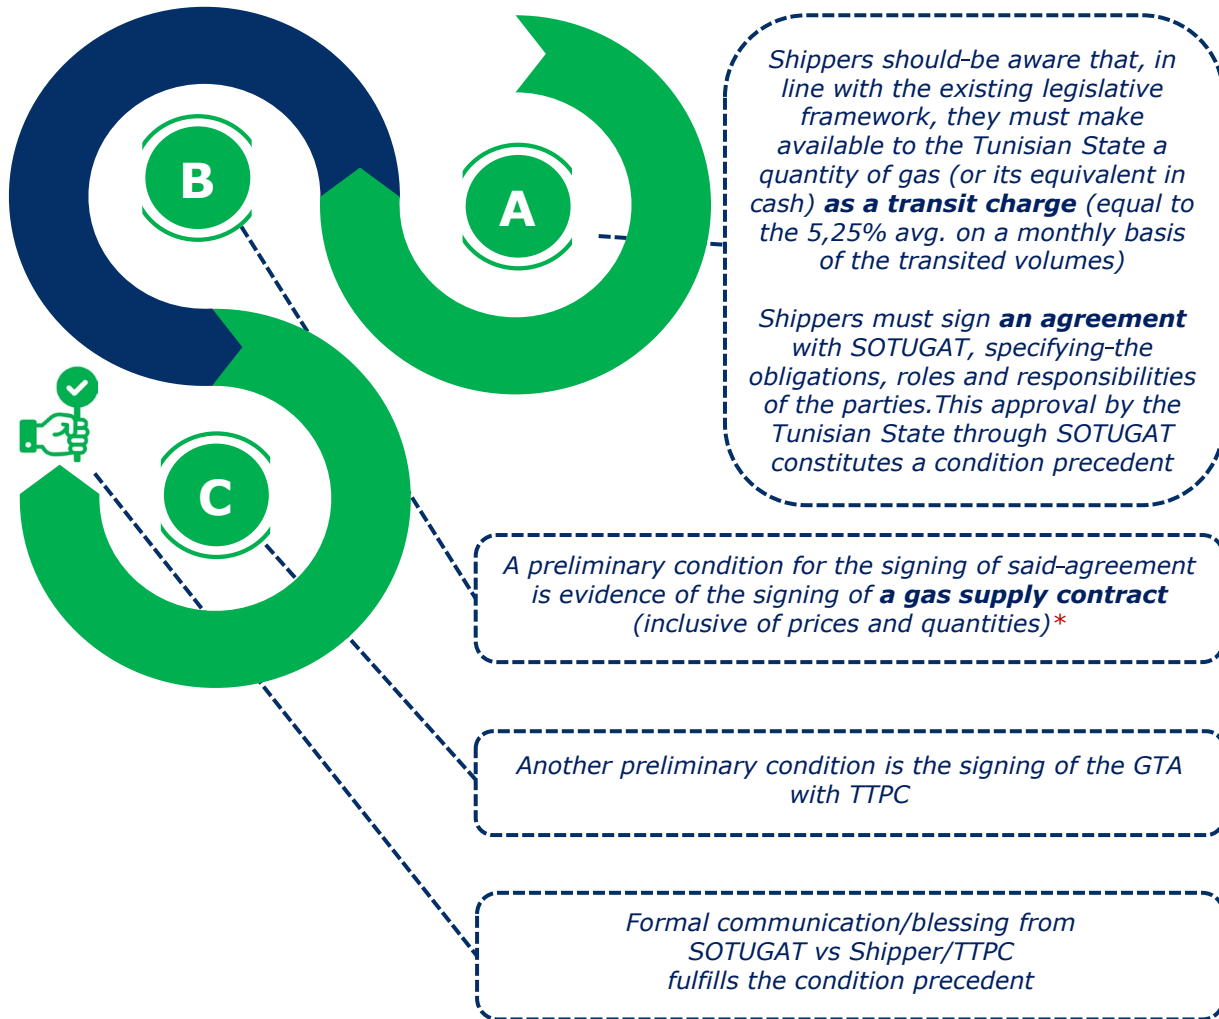 B
A
C
Shippers should-be aware that, in
line with the existing legislative
framework, they must make
available to the Tunisian State a
quantity of gas (or its equivalent in
cash) as a transit charge (equal to
the 5,25% avg. on a monthly basis
of the transited volumes)
Shippers must sign an agreement
with SOTUGAT, specifying-the
obligations, roles and responsibilities
of the parties.This approval by the
Tunisian State through SOTUGAT
constitutes a condition precedent
A preliminary condition for the signing of said-agreement
is evidence of the signing of a gas supply contract
(inclusive of prices and quantities)*
Another preliminary condition is the signing of the GTA
with TTPC
Formal communication/blessing from
SOTUGAT vs Shipper/TTPC
fulfills the condition precedent